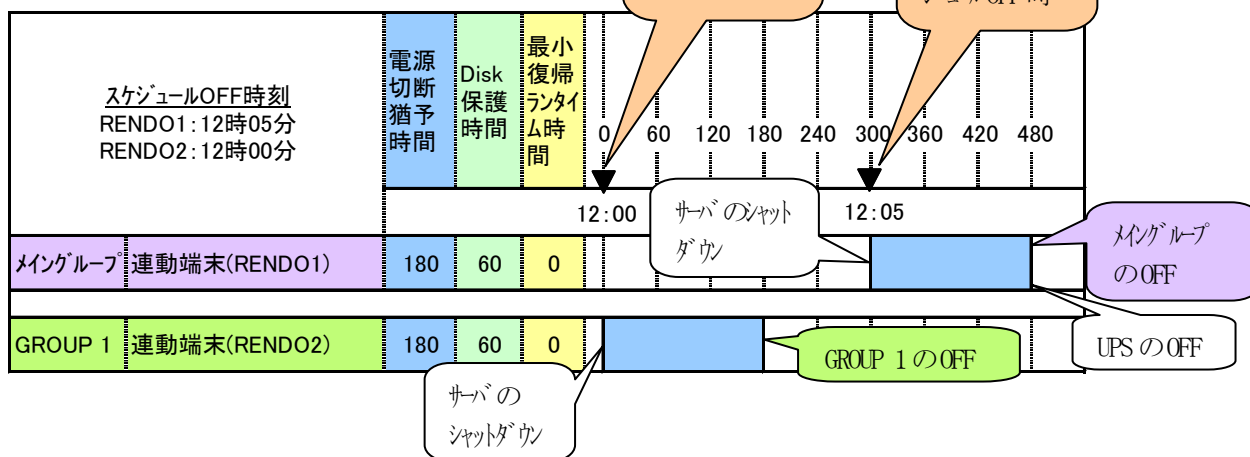 スケジュールOFF時刻
RENDO1:12時05分
RENDO2:12時00分
電源
切断
猶予
時間
Disk
保護
時間
最小
復帰
ランタイ
ム時
間
0 60 120 180 240 300 360 420 480
12:00
12:05
サーバのシャット
ダウン
メイングループ 連動端末(RENDO1) 180 60 0
メイングループ
のOFF
GROUP 1 連動端末(RENDO2) 180 60 0
GROUP 1のOFF
UPSのOFF
サーバの
シャットダウン